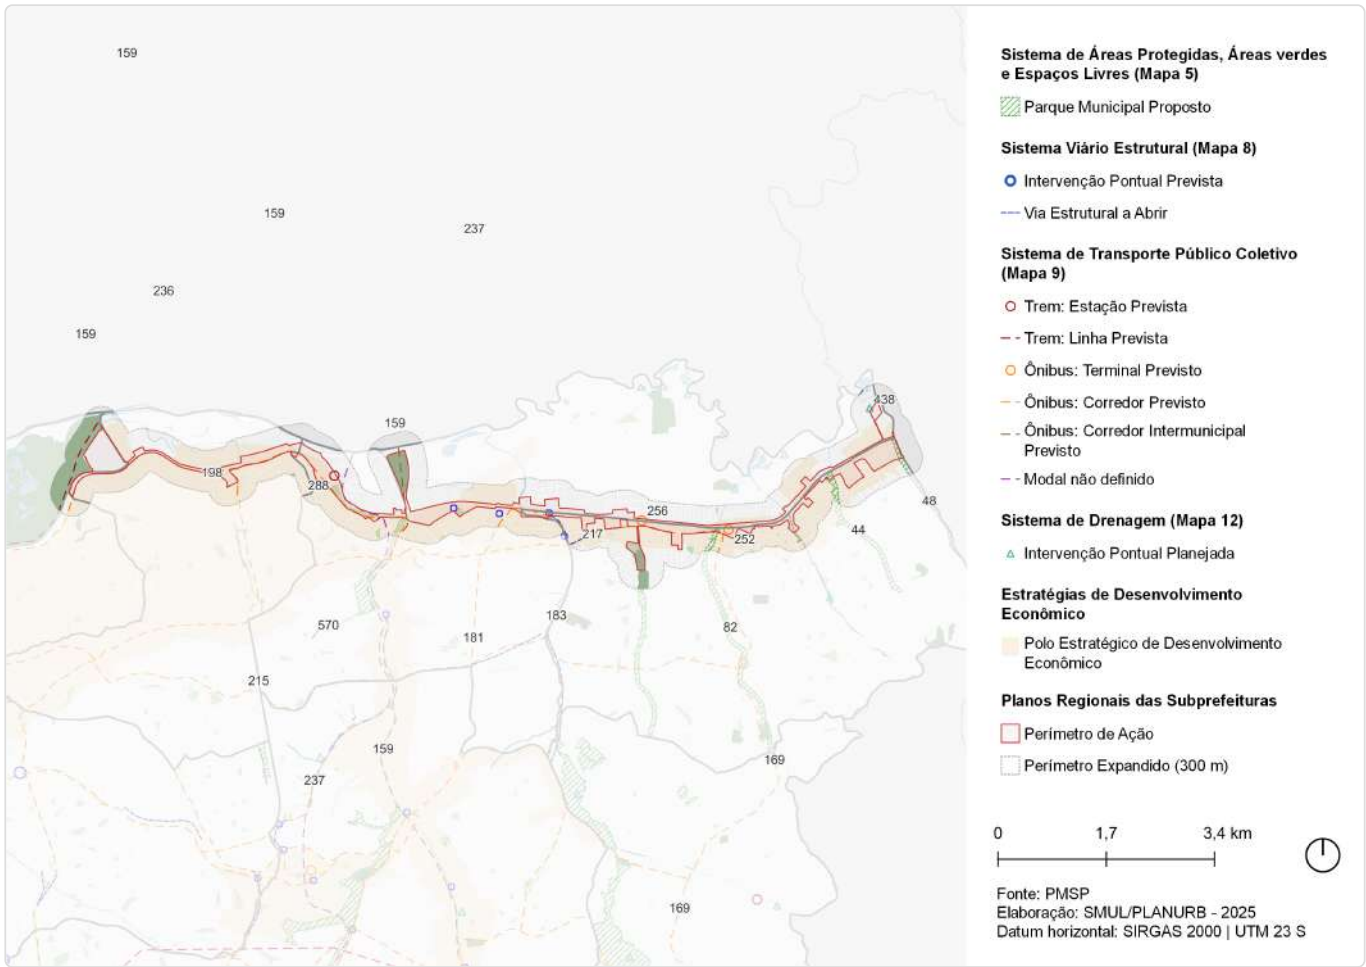 159
159
237
236
159
159
438
198
288
256
217
252
44
48
183
570
181
82
215
159
169
237
169
Sistema de Áreas Protegidas, Áreas verdes
e Espaços Livres (Mapa 5)
Parque Municipal Proposto
Sistema Viário Estrutural (Mapa 8)
Intervenção Pontual Prevista
Via Estrutural a Abrir
Sistema de Transporte Público Coletivo
(Mapa 9)
Trem: Estação Prevista
Trem: Linha Prevista
Ônibus: Terminal Previsto
Ônibus: Corredor Previsto
Ônibus: Corredor Intermunicipal
Previsto
Modal não definido
Sistema de Drenagem (Mapa 12)
Intervenção Pontual Planejada
Estratégias de Desenvolvimento
Econômico
Polo Estratégico de Desenvolvimento
Econômico
Planos Regionais das Subprefeituras
Perímetro de Ação
Perímetro Expandido (300 m)
0 1,7 3,4 km
Fonte: PMSP
Elaboração: SMUL/PLANURB - 2025
Datum horizontal: SIRGAS 2000 | UTM 23 S